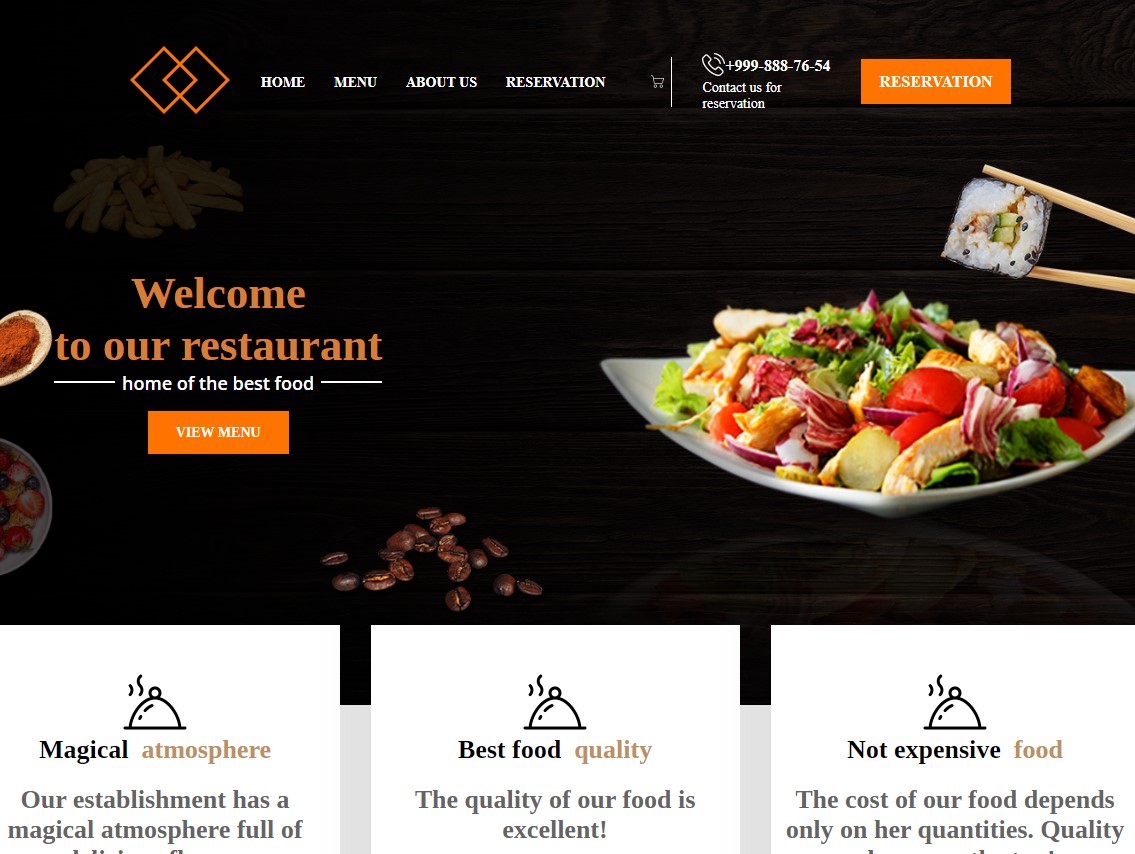 HOME MENU ABOUT US RESERVATION
+999-888-76-54
Contact us for
reservation
RESERVATION
Welcome
to our restaurant
home of the best food
VIEW MENU
Magical atmosphere
Our establishment has a
magical atmosphere full of
Best food quality
The quality of our food is
excellent!
Not expensive food
The cost of our food depends
only on her quantities. Quality